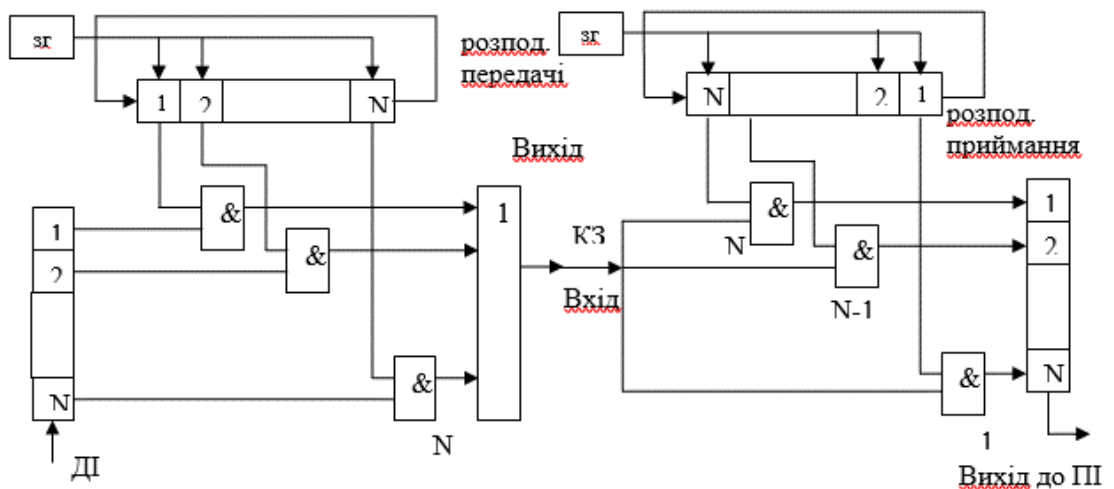 зг
розпод.
передачі
1 2 N
Вихід
&
&
&
N
1
2
N
ДІ
1
КЗ
Вхід
зг
N 2 1
розпод.
приймання
&
N
&
N-1
&
1
1
2
N
Вихід до ПІ